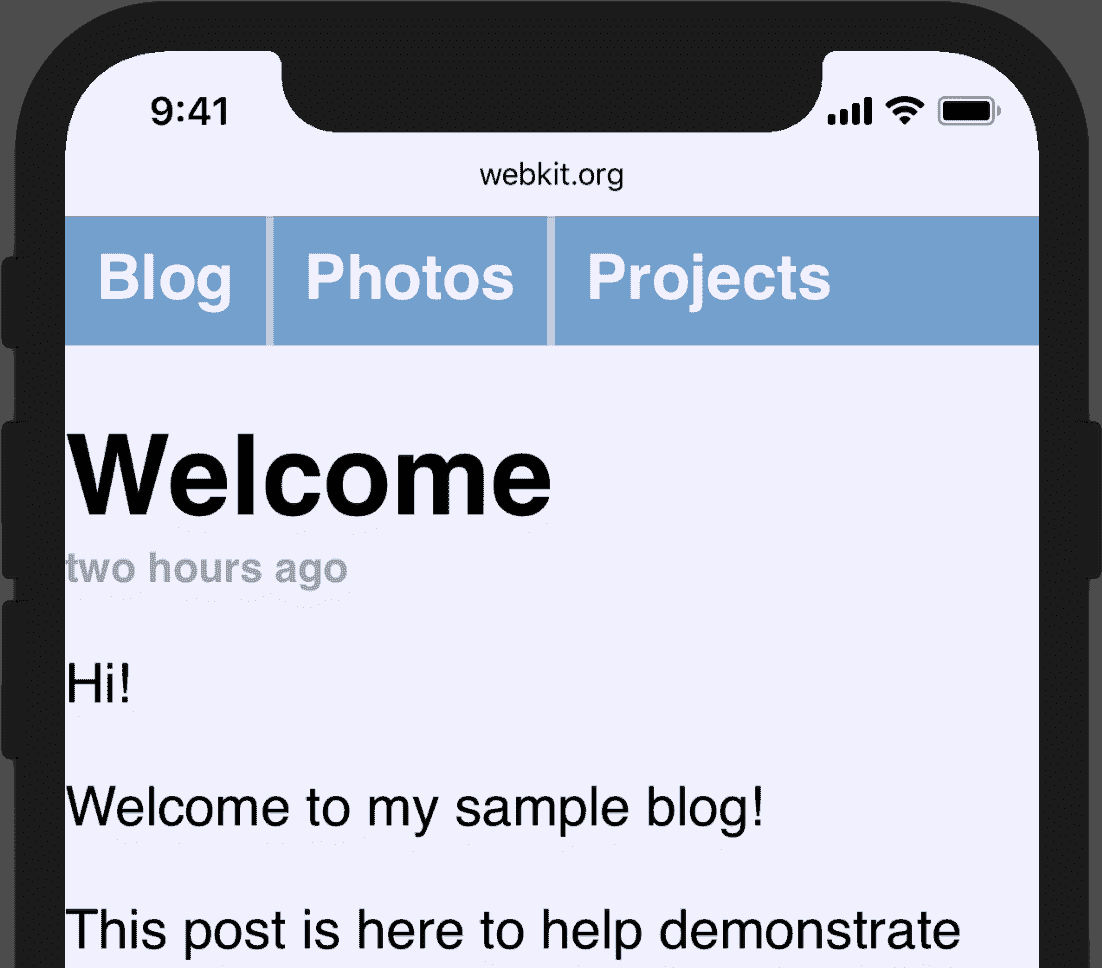 9:41
webkit.org
Blog Photos Projects
Welcome
two hours ago
Hi!
Welcome to my sample blog!
This post is here to help demonstrate